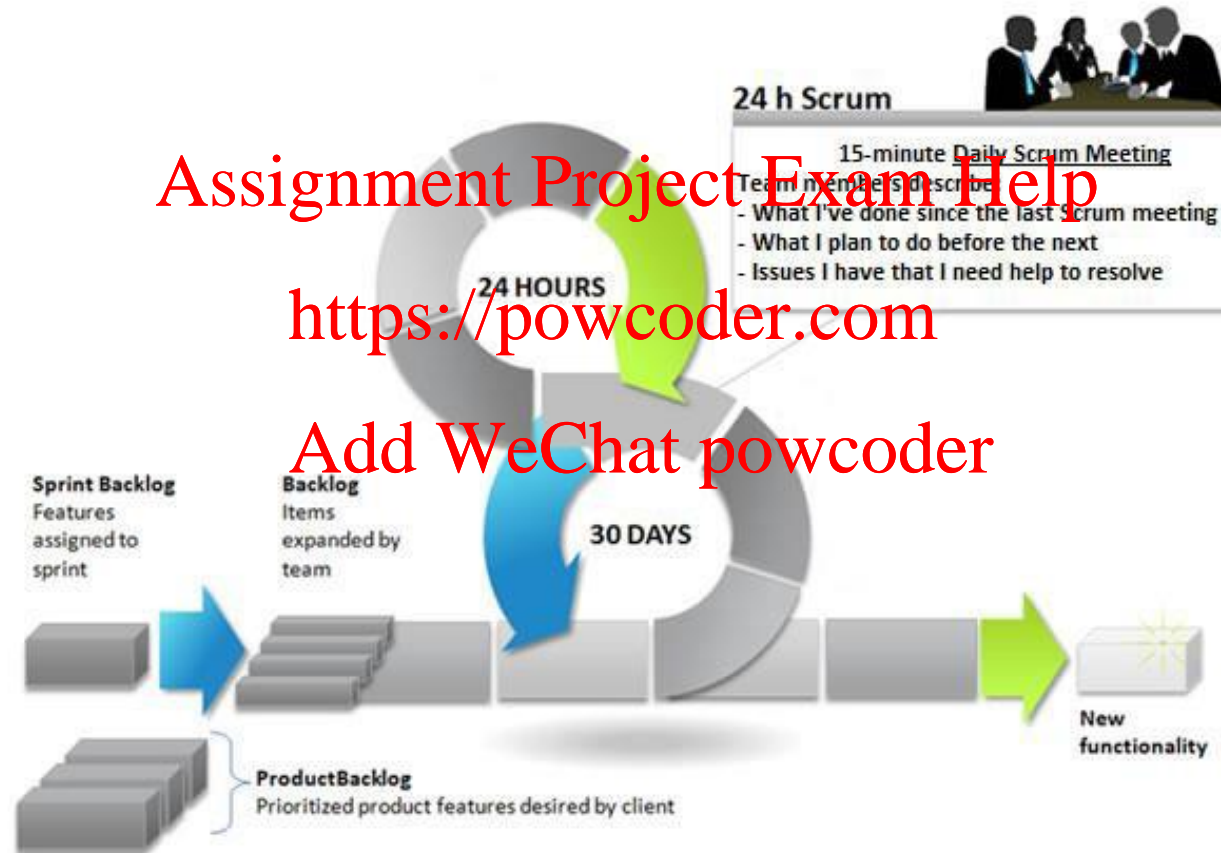 24 h Scrum
15-minute Daily Scrum Meeting
Team members describe:
- What I've done since the last Scrum meeting
- What I plan to do before the next
- Issues I have that I need help to resolve
Assignment Project Exam Help
24 HOURS
https://powcoder.com
Add WeChat powcoder
Sprint Backlog
Features
assigned to
sprint
Backlog
Items
expanded by
team
30 DAYS
New
functionality
ProductBacklog
Prioritized product features desired by client